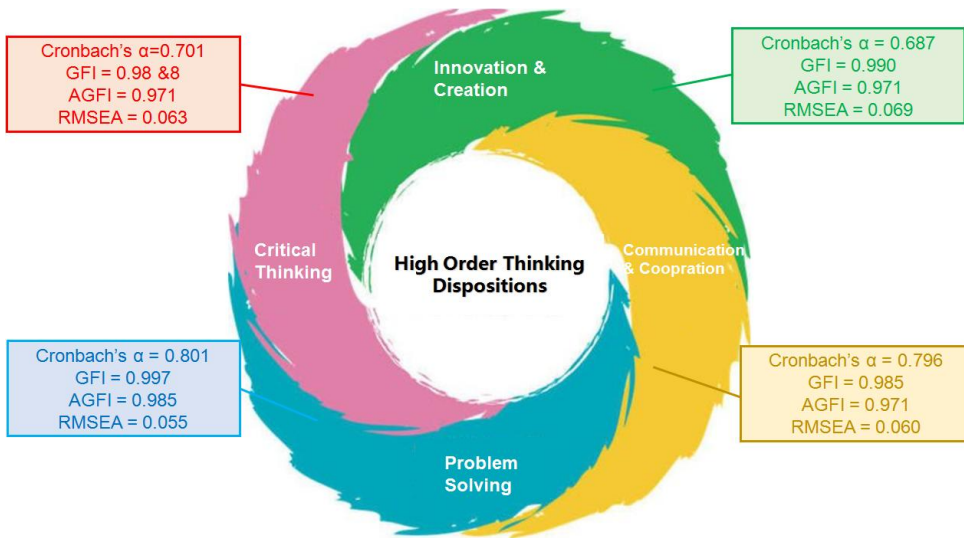 Cronbach's α=0.701
GFI = 0.98 &8
AGFI = 0.971
RMSEA = 0.063
Innovation &
Creation
Cronbach's α = 0.687
GFI = 0.990
AGFI = 0.971
RMSEA = 0.069
Critical
Thinking
High Order Thinking
Dispositions
Communication
& Coopration
Cronbach's α = 0.801
GFI = 0.997
AGFI = 0.985
RMSEA = 0.055
Cronbach's α = 0.796
GFI = 0.985
AGFI = 0.971
RMSEA = 0.060
Problem
Solving